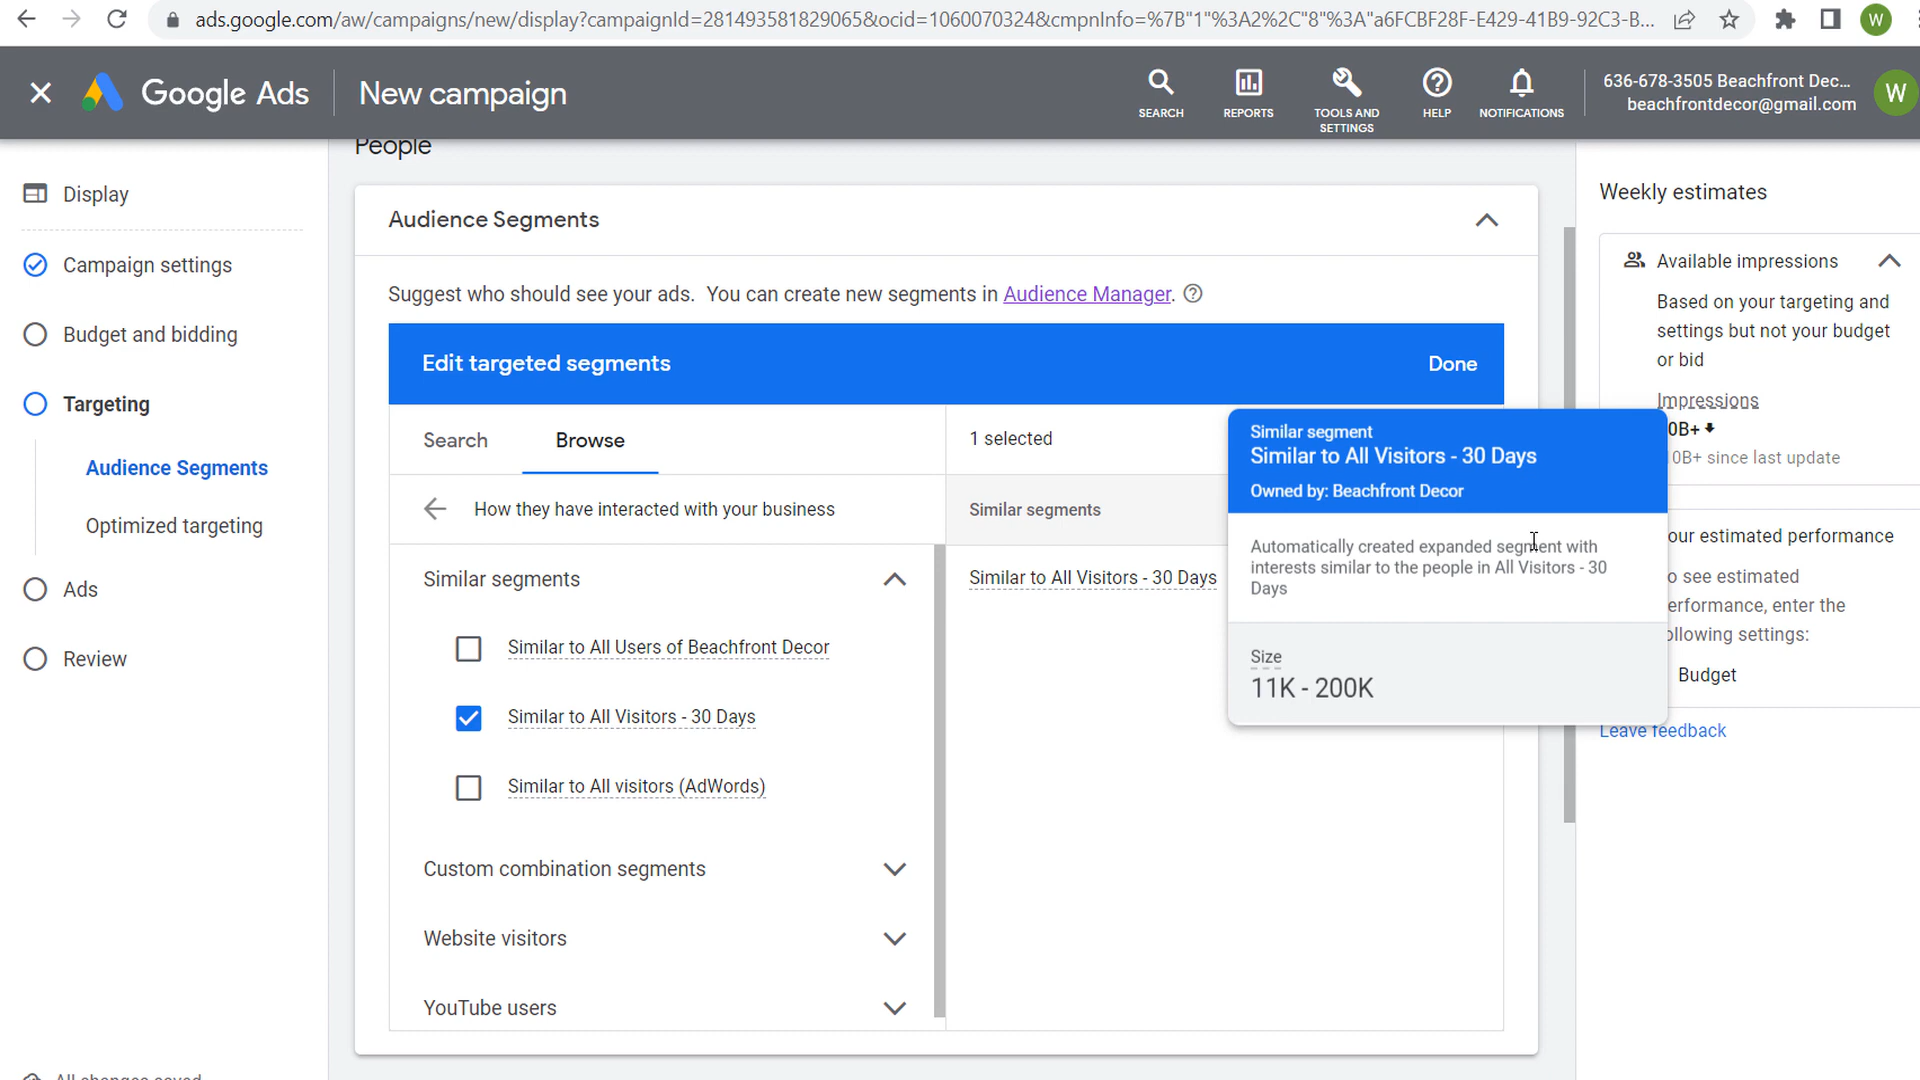 ads.google.com/aw/campaigns/new/display?campaignId=281493581829065&ocid=1060070324&cmpnInfo=%7B"1"%3A2%2C"8"%3A"a6FCBF28F-E429-41B9-92C3-B...
W
Google Ads
New campaign
SEARCH
REPORTS
TOOLS AND
SETTINGS
HELP
NOTIFICATIONS
636-678-3505 Beachfront Dec...
beachfrontdecor@gmail.com
W
Display
Campaign settings
Budget and bidding
Targeting
Audience Segments
Optimized targeting
Ads
Review
All changes saved
People
Audience Segments
Suggest who should see your ads. You can create new segments in Audience Manager.
Edit targeted segments
Done
Search
Browse
How they have interacted with your business
Similar segments
Similar to All Users of Beachfront Decor
Similar to All Visitors - 30 Days
Similar to All visitors (AdWords)
Custom combination segments
Website visitors
YouTube users
1 selected
Similar segments
Similar to All Visitors - 30 Days
Similar segment
Similar to All Visitors - 30 Days
Owned by: Beachfront Decor
Automatically created expanded segment with
interests similar to the people in All Visitors - 30
Days
Size
11K - 200K
Weekly estimates
Available impressions
Based on your targeting and
settings but not your budget
or bid
Impressions
0B+
0B+ since last update
our estimated performance
o see estimated
erformance, enter the
ollowing settings:
Budget
Leave feedback